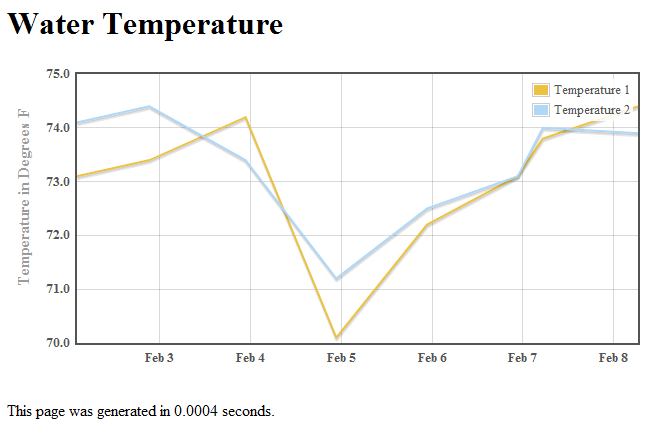 Water Temperature
Temperature in Degrees F
75.0
74.0
73.0
72.0
71.0
70.0
Temperature 1
Temperature 2
Feb 3 Feb 4 Feb 5 Feb 6 Feb 7 Feb 8
This page was generated in 0.0004 seconds.